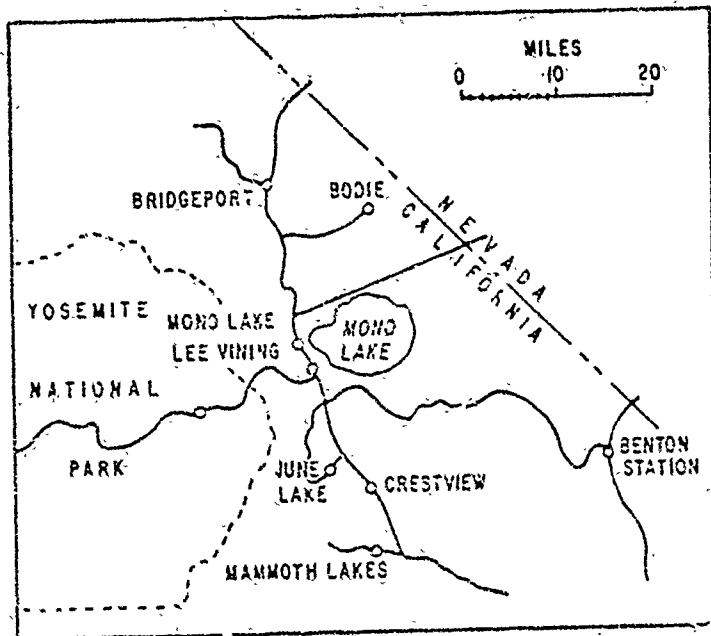 MILES
0 10 20
BRIDGEPORT
BODIE
NEVADA
CALIFORNIA
YOSEMITE
MONO LAKE
MONO
LAKE
LEE VINING
NATIONAL
PARK
JUNE
LAKE
CRESTVIEW
BENTON
STATION
MAMMOTH LAKES